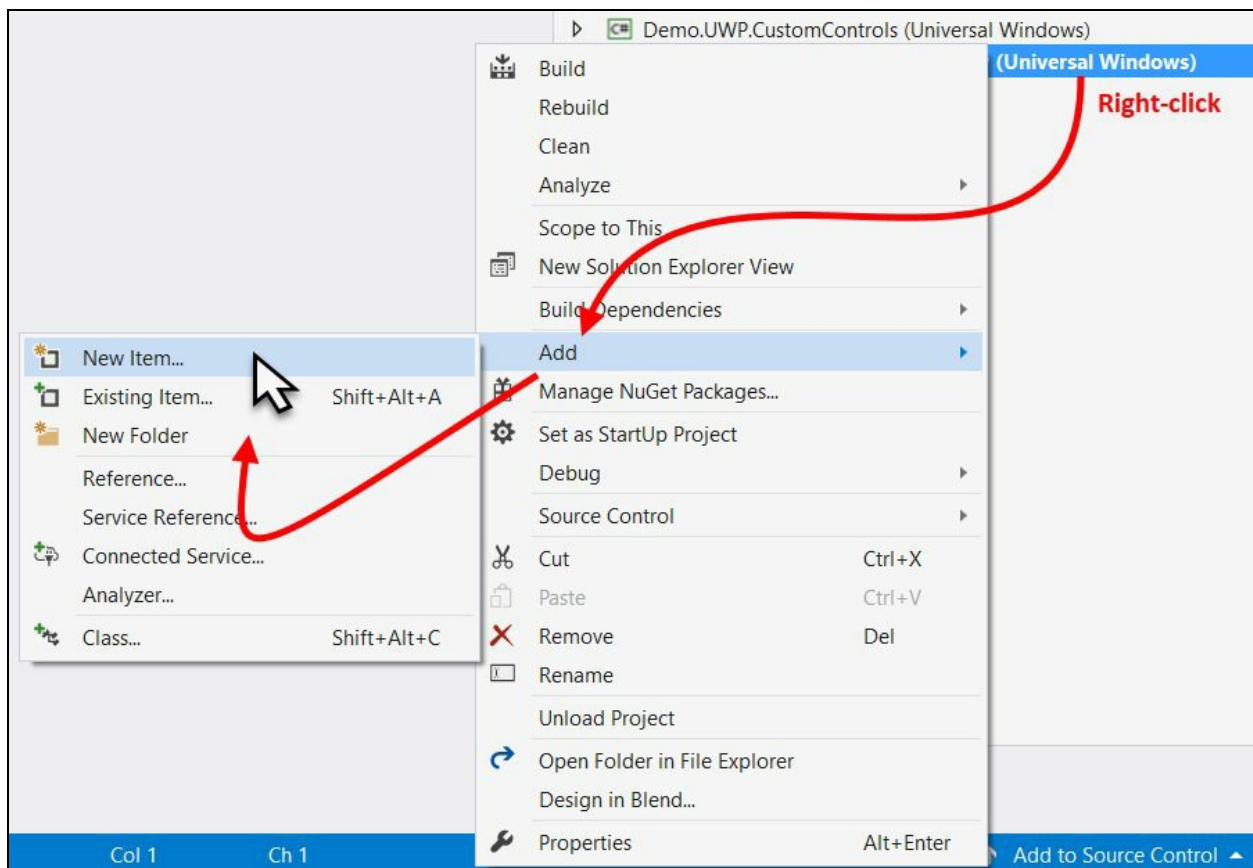 Demo.UWP.CustomControls (Universal Windows)
(Universal Windows)
Right-click
Build
Rebuild
Clean
Analyze
Scope to This
New Solution Explorer View
Build Dependencies
Add
Manage NuGet Packages...
Set as StartUp Project
Debug
Source Control
Cut Ctrl+X
Paste Ctrl+V
Remove Del
Rename
Unload Project
Open Folder in File Explorer
Design in Blend...
Properties Alt+Enter
New Item...
Existing Item... Shift+Alt+A
New Folder
Reference...
Service Reference...
Connected Service...
Analyzer...
Class... Shift+Alt+C
Col 1 Ch 1 Add to Source Control